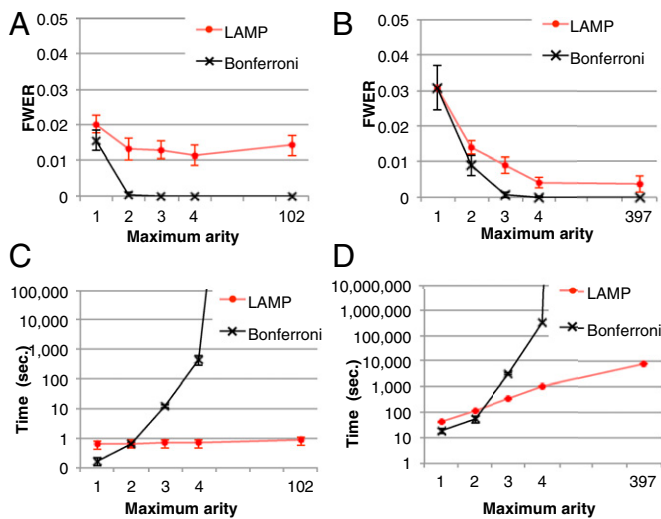 A
0.05
0.04
0.03
0.02
0.01
0
FWER
LAMP
Bonferroni
1 2 3 4 102
Maximum arity
B
0.05
0.04
0.03
0.02
0.01
0
FWER
LAMP
Bonferroni
1 2 3 4 397
Maximum arity
C
100,000
10,000
1,000
100
10
1
0
Time (sec.)
LAMP
Bonferroni
1 2 3 4 102
Maximum arity
D
10,000,000
1,000,000
100,000
10,000
1,000
100
10
1
Time (sec.)
LAMP
Bonferroni
1 2 3 4 397
Maximum arity